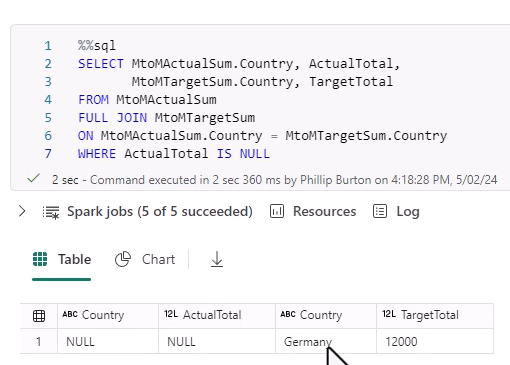 1 %%sql
2 SELECT MtoMActualSum.Country, ActualTotal,
3 MtoMTargetSum.Country, TargetTotal
4 FROM MtoMActualSum
5 FULL JOIN MtoMTargetSum
6 ON MtoMActualSum.Country = MtoMTargetSum.Country
7 WHERE ActualTotal IS NULL
2 sec - Command executed in 2 sec 360 ms by Phillip Burton on 4:18:28 PM, 5/02/24
Spark jobs (5 of 5 succeeded) Resources Log
Table Chart
ABC Country 12L ActualTotal ABC Country 12L TargetTotal
1 NULL NULL Germany 12000